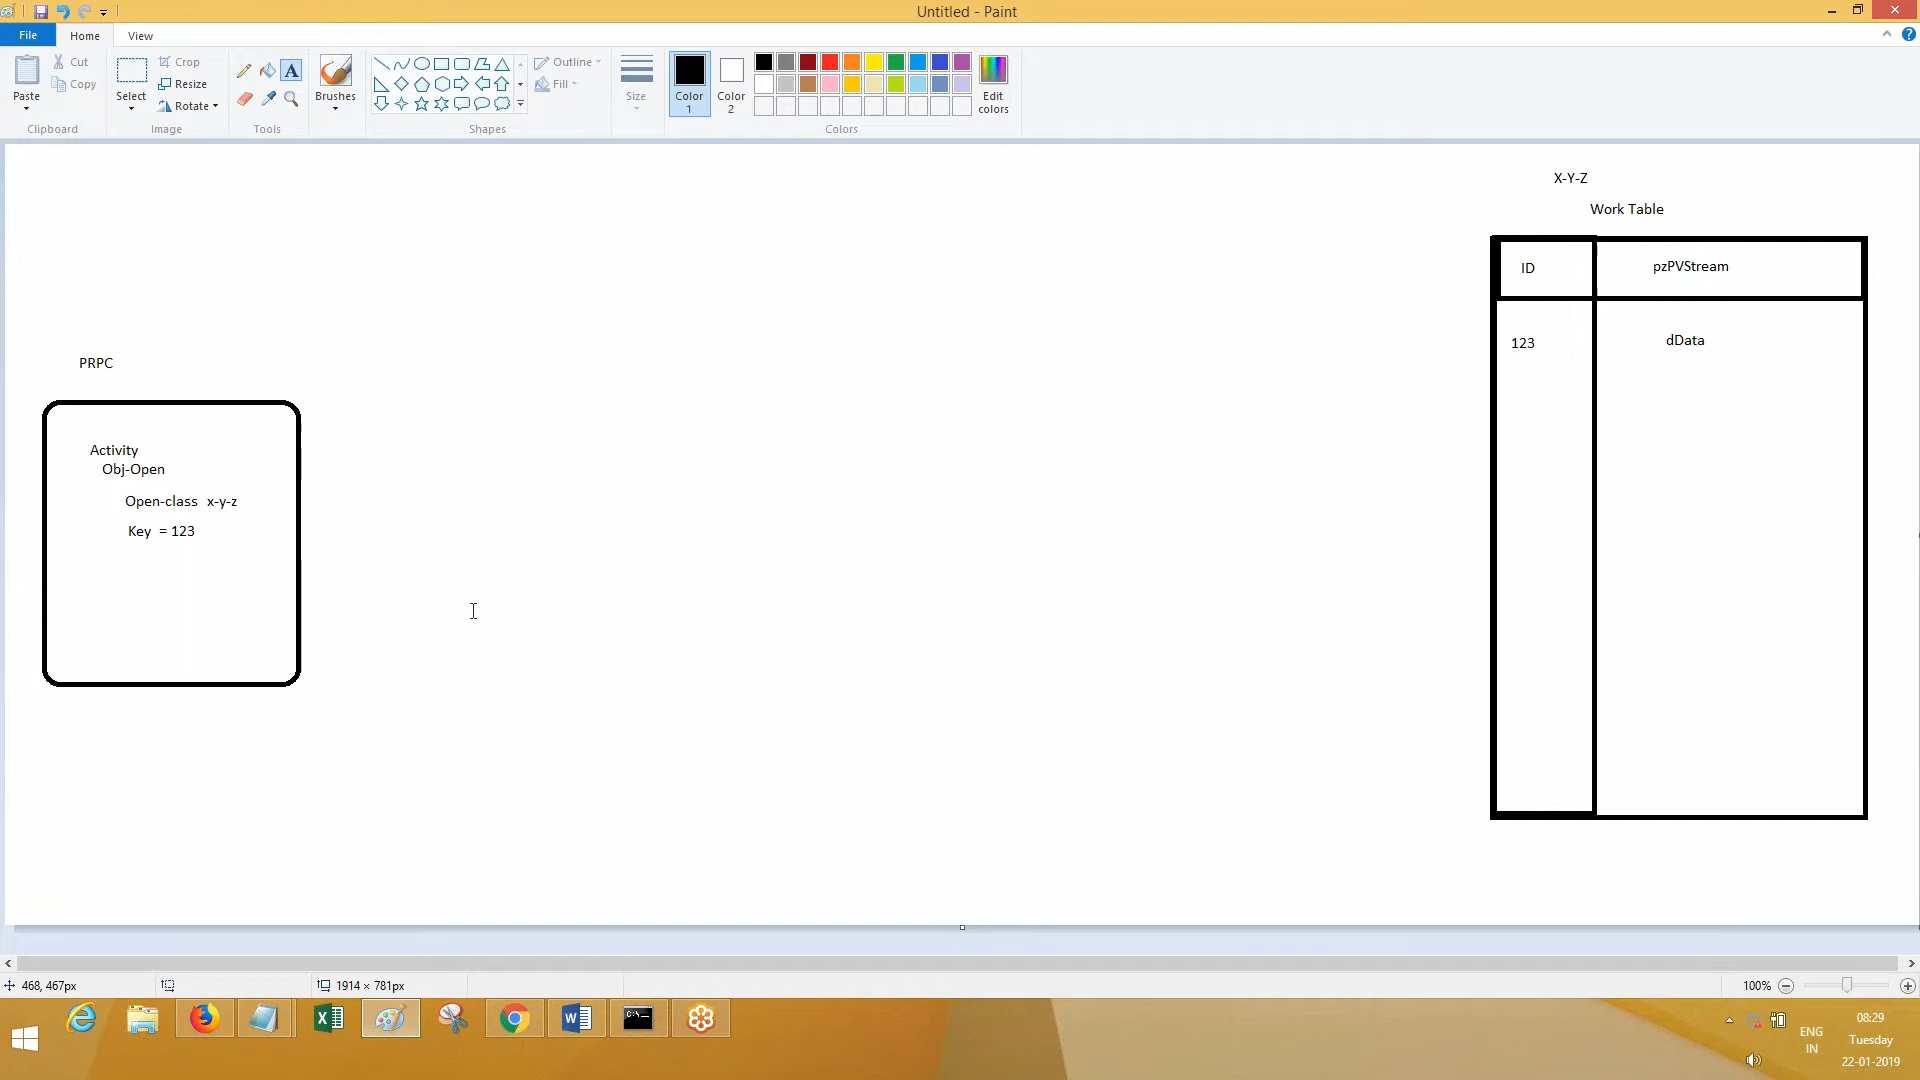 Untitled - Paint
File
Home
View
Paste
Cut
Copy
Clipboard
Select
Crop
Resize
Rotate
Image
A
Tools
Brushes
Outline
Fill
Shapes
Size
Color
1
Color
2
Edit
colors
Colors
X-Y-Z
Work Table
ID
pzPVStream
123
dData
PRPC
Activity
Obj-Open
Open-class x-y-z
Key = 123
468, 467px
1914 × 781px
100%
ENG
IN
08:29
Tuesday
22-01-2019